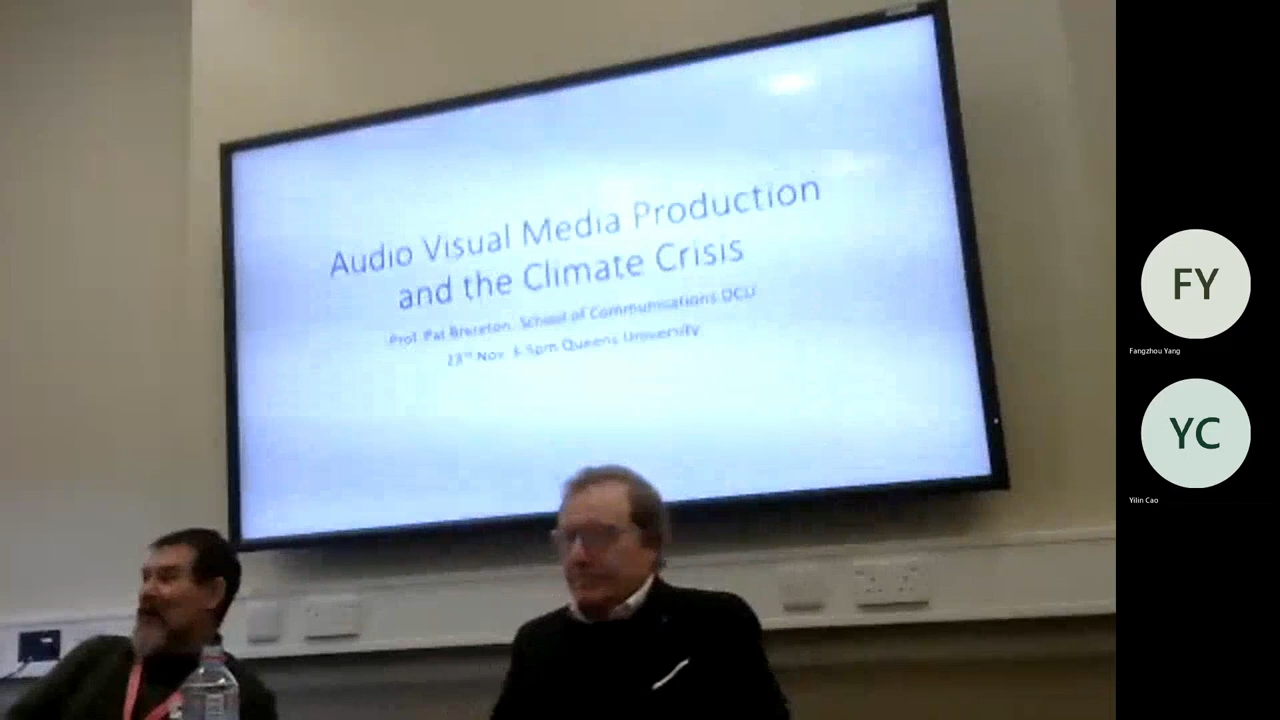 Audio Visual Media Production
and the Climate Crisis
Prof. Pat Brereton, School of Communications DCU
23rd Nov 3-5pm Queens University
FY
Fangzhou Yang
YC
Yilin Cao